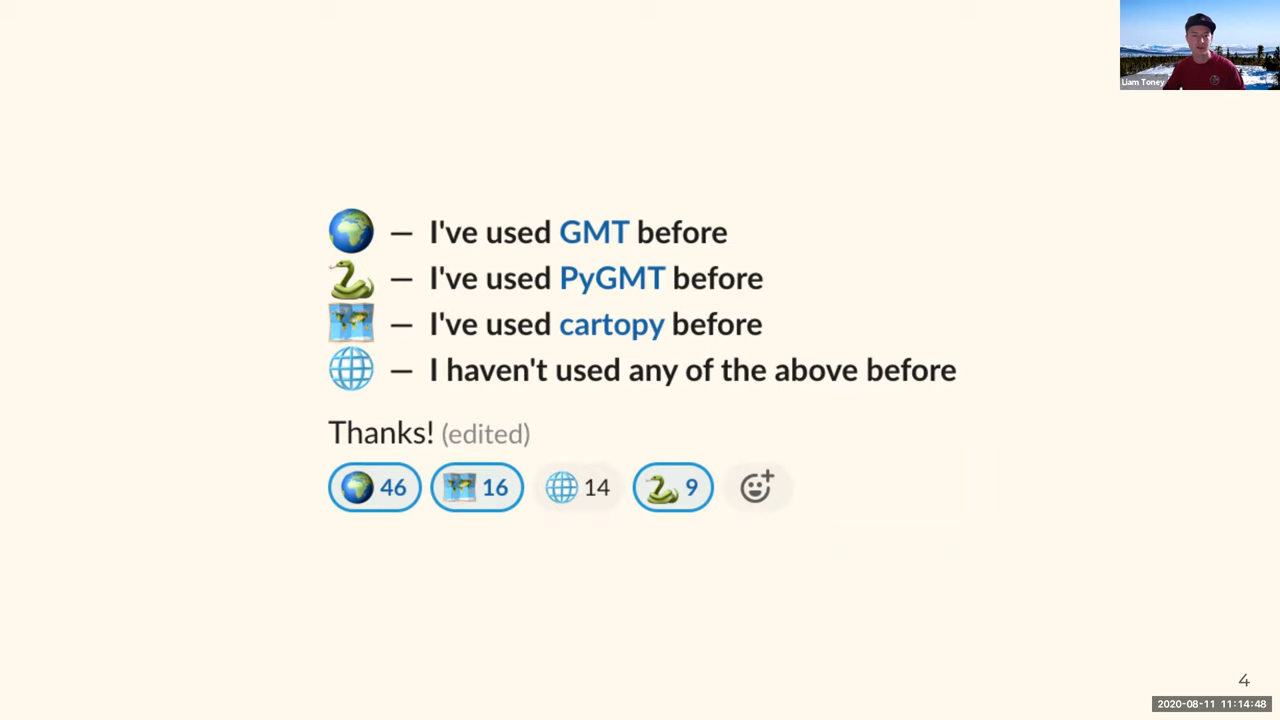 Liam Toney
— I've used GMT before
— I've used PyGMT before
— I've used cartopy before
— I haven't used any of the above before
Thanks! (edited)
46 16 14 9
4
2020-08-11 11:14:48